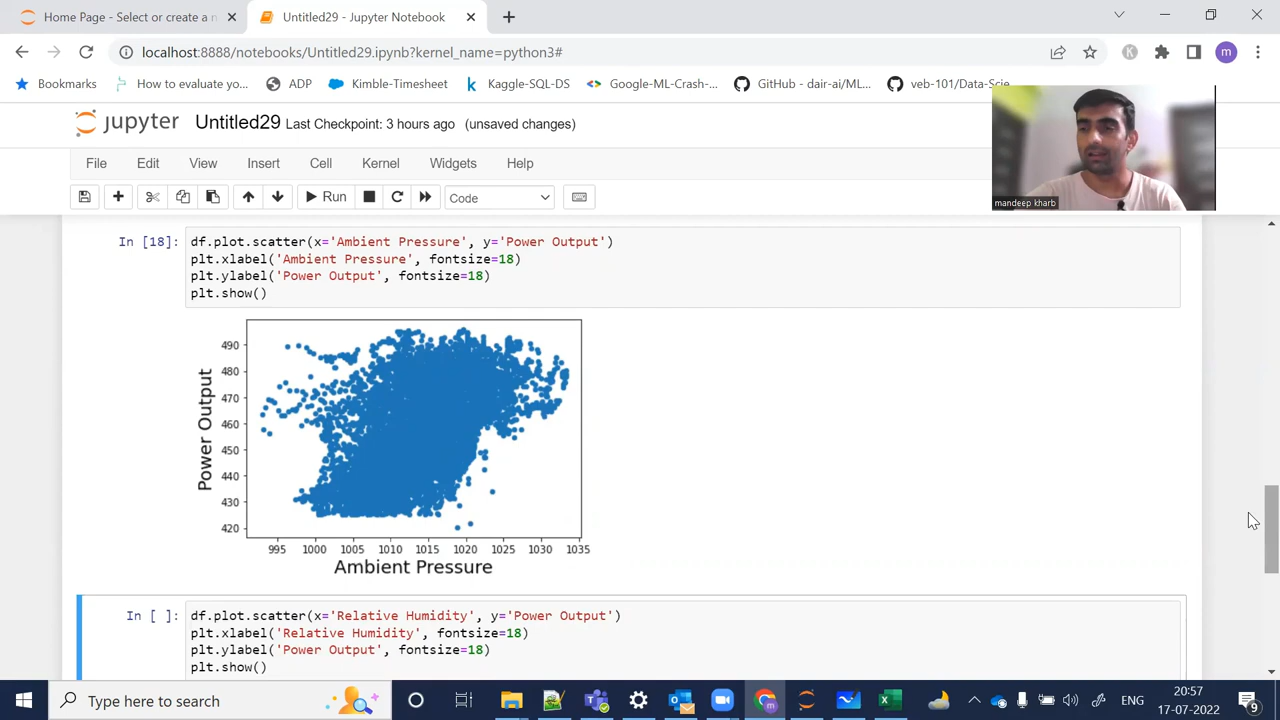 Home Page - Select or create a n
Untitled29 - Jupyter Notebook
localhost:8888/notebooks/Untitled29.ipynb?kernel_name=python3#
K
m
Bookmarks
How to evaluate yo...
ADP
Kimble-Timesheet
Kaggle-SQL-DS
Google-ML-Crash-...
GitHub - dair-ai/ML...
veb-101/Data-Scie
jupyter
Untitled29 Last Checkpoint: 3 hours ago (unsaved changes)
mandeep kharb
File
Edit
View
Insert
Cell
Kernel
Widgets
Help
Run
Code
In [18]:
df.plot.scatter(x='Ambient Pressure', y='Power Output')
plt.xlabel('Ambient Pressure', fontsize=18)
plt.ylabel('Power Output', fontsize=18)
plt.show()
Power Output
490
480
470
460
450
440
430
420
995 1000 1005 1010 1015 1020 1025 1030 1035
Ambient Pressure
In [ ]:
df.plot.scatter(x='Relative Humidity', y='Power Output')
plt.xlabel('Relative Humidity', fontsize=18)
plt.ylabel('Power Output', fontsize=18)
plt.show()
Type here to search
ENG
20:57
17-07-2022
9